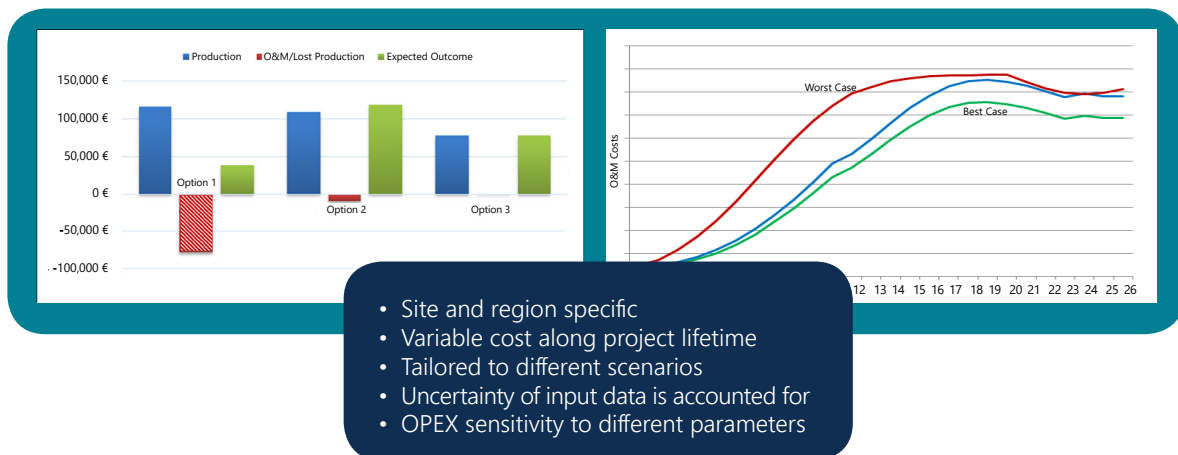 Production O&M/Lost Production Expected Outcome
150,000 €
100,000 €
50,000 €
0 €
-50,000 €
-100,000 €
Option 1
Option 2
Option 3
O&M Costs
Worst Case
Best Case
12 13 14 15 16 17 18 19 20 21 22 23 24 25 26
• Site and region specific
• Variable cost along project lifetime
• Tailored to different scenarios
• Uncertainty of input data is accounted for
• OPEX sensitivity to different parameters